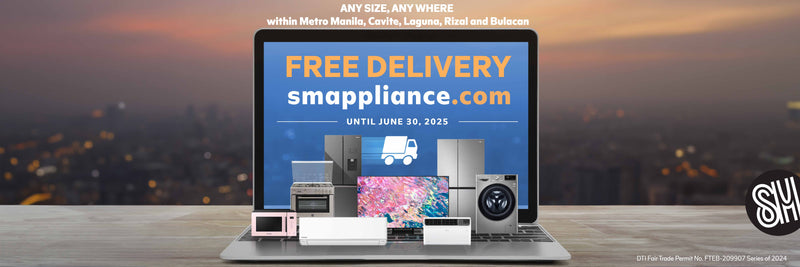 ANY SIZE, ANY WHERE
within Metro Manila, Cavite, Laguna, Rizal and Bulacan
FREE DELIVERY
smappliance.com
UNTIL JUNE 30, 2025
SM
DTI Fair Trade Permit No. FTEB-209907 Series of 2024